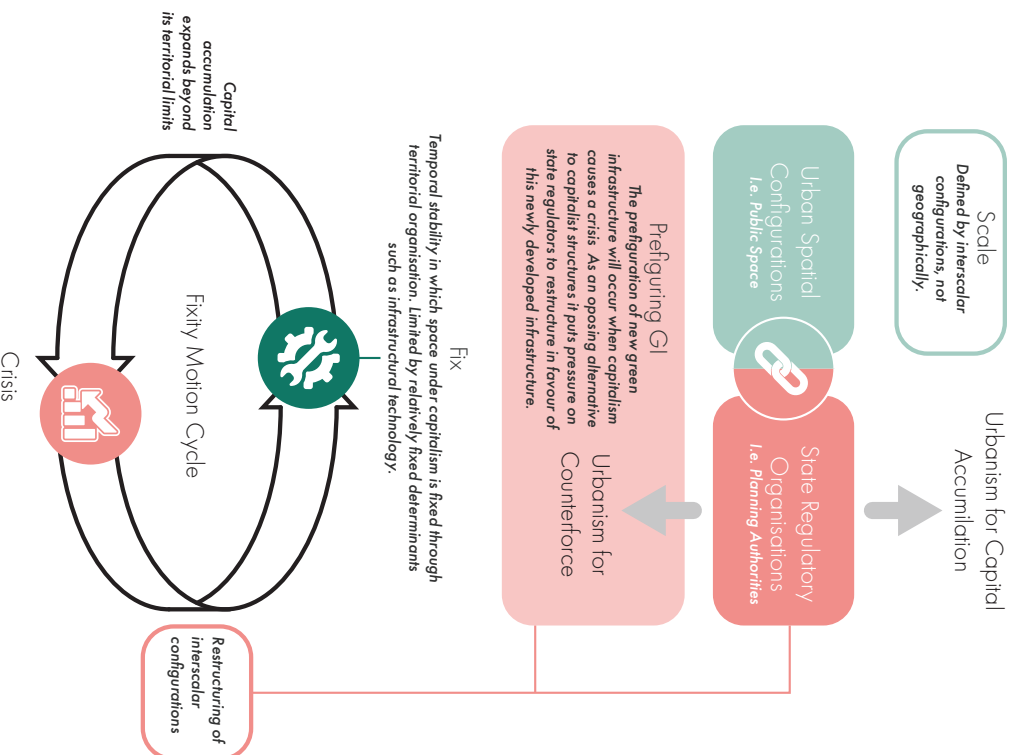 Scale
Defined by interscalar
configurations, not
geographically.
Urbanism for Capital
Accumilation
Urban Spatial
Configurations
I.e. Public Space
State Regulatory
Organisations
I.e. Planning Authorities
Prefiguring GI
The prefiguration of new green
infrastructure will occur when capitalism
causes a crisis. As an opposing alternative
to capitalist structures it puts pressure on
state regulators to restructure in favour of
this newly developed infrastructure.
Urbanism for
Counterforce
Fix
Temporal stability in which space under capitalism is fixed through
territorial organisation. Limited by relatively fixed determinants
such as infrastructural technology.
Capital
accumulation
expands beyond
its territorial limits
Fixity Motion Cycle
Restructuring of
interscalar
configurations
Crisis